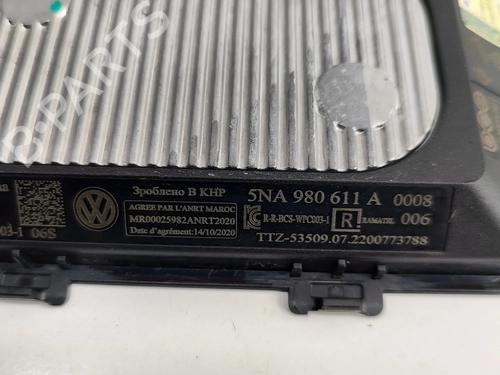 B-PARTS
Зроблено В КНР
5NA 980 611 A 0008
AGREE PAR L'ANRT MAROC
MR00025982ANRT2020
Date d'agrément:14/10/2020
R-R-BCS-WPC003-1
R
RAMATEL
006
TTZ-53509.07.2200773788
03-1 06S